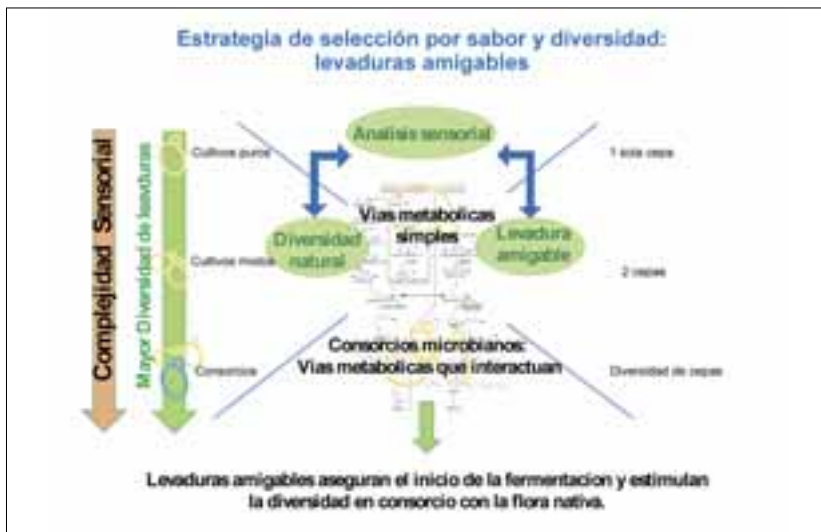 Estrategia de selección por sabor y diversidad:
levaduras amigables
Complejidad Sensorial
Mayor Diversidad de levaduras
Analisis sensorial
Cultivos puros
1 sola cepa
Vias metabolicas
simples
Diversidad
natural
Levadura
amigable
Cultivos mixtos
2 cepas
Consorcios microbianos:
Vias metabolicas que interactuan
Consorcios
Diversidad de cepas
Levaduras amigables aseguran el inicio de la fermentacion y estimulan
la diversidad en consorcio con la flora nativa.